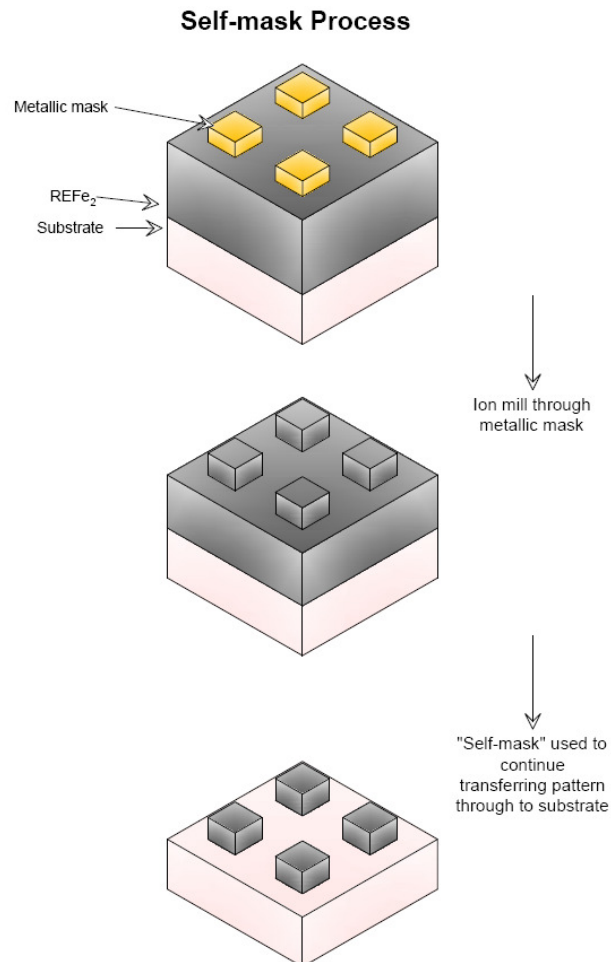 Self-mask Process
Metallic mask
REFe₂
Substrate
Ion mill through
metallic mask
"Self-mask" used to
continue
transferring pattern
through to substrate